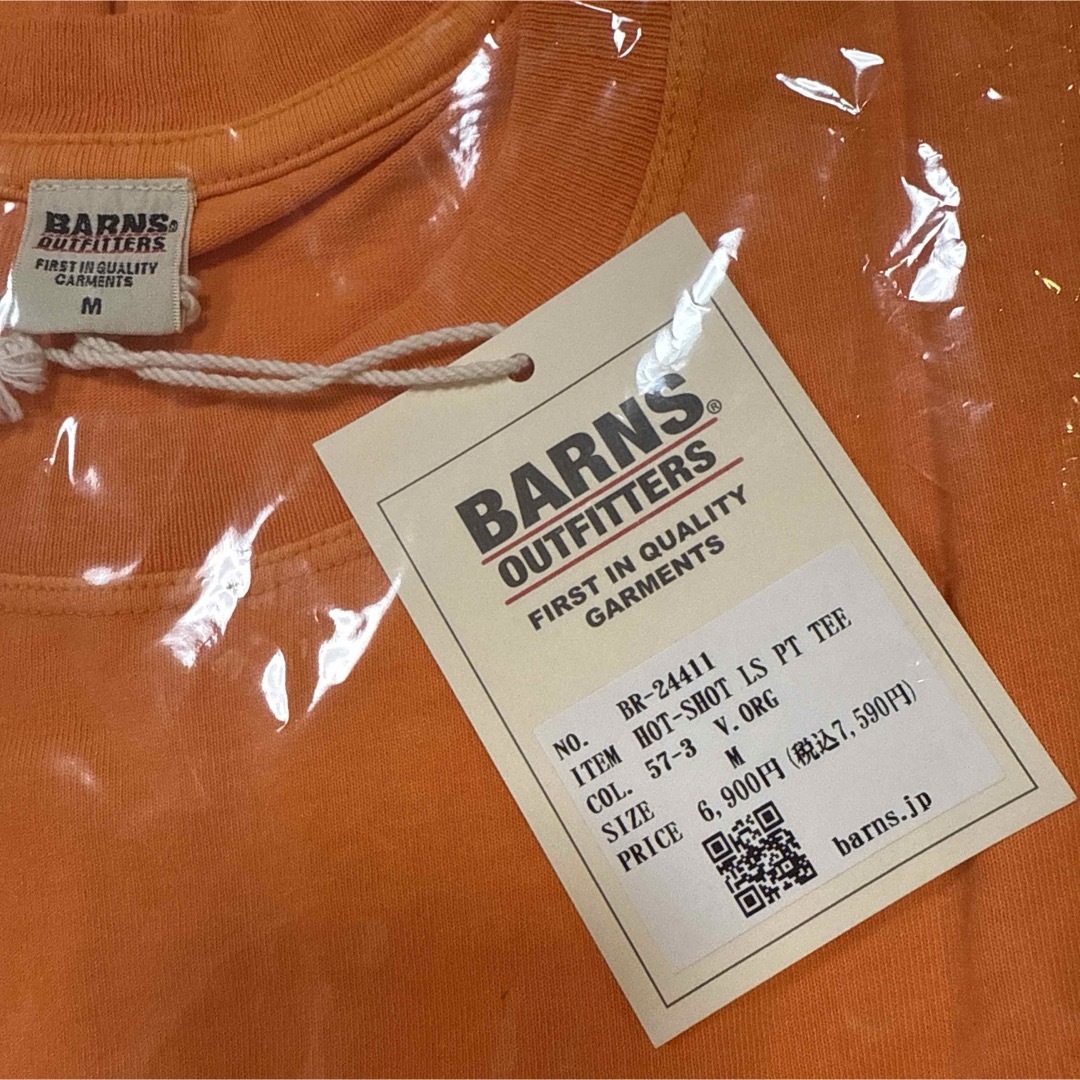 BARNS®
OUTFITTERS
FIRST IN QUALITY
GARMENTS
M
BARNS®
OUTFITTERS
FIRST IN QUALITY
GARMENTS
NO. BR-24411
ITEM HOT-SHOT LS PT TEE
COL. 57-3 V.ORG
SIZE M
PRICE 6,900円(税込7,590円)
barns.jp